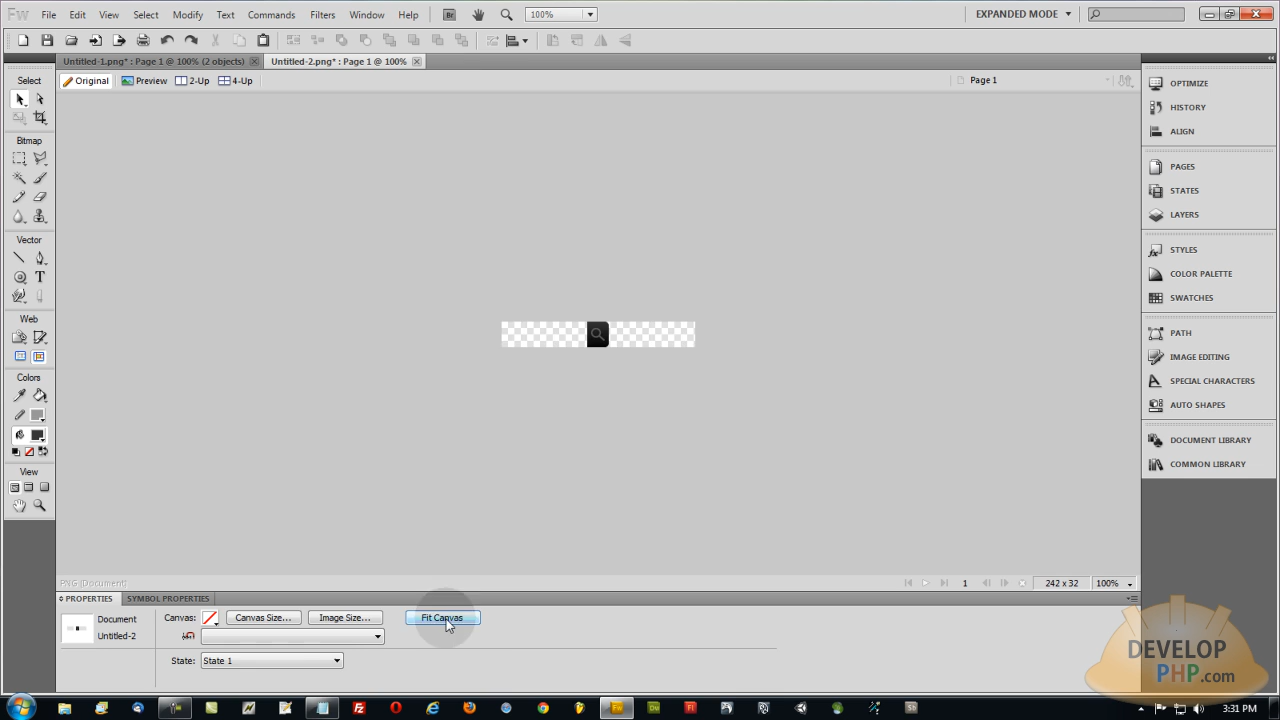 Fw File Edit View Select Modify Text Commands Filters Window Help Br 100% EXPANDED MODE
Untitled-1.png* : Page 1 @ 100% (2 objects) Untitled-2.png* : Page 1 @ 100%
Original Preview 2-Up 4-Up Page 1
Select
Bitmap
Vector
Web
Colors
View
OPTIMIZE
HISTORY
ALIGN
PAGES
STATES
LAYERS
STYLES
COLOR PALETTE
SWATCHES
PATH
IMAGE EDITING
SPECIAL CHARACTERS
AUTO SHAPES
DOCUMENT LIBRARY
COMMON LIBRARY
PNG (Document) 1 242 x 32 100%
PROPERTIES SYMBOL PROPERTIES
Document Canvas: Canvas Size... Image Size... Fit Canvas
Untitled-2
State: State 1
DEVELOP
PHP.com
3:31 PM